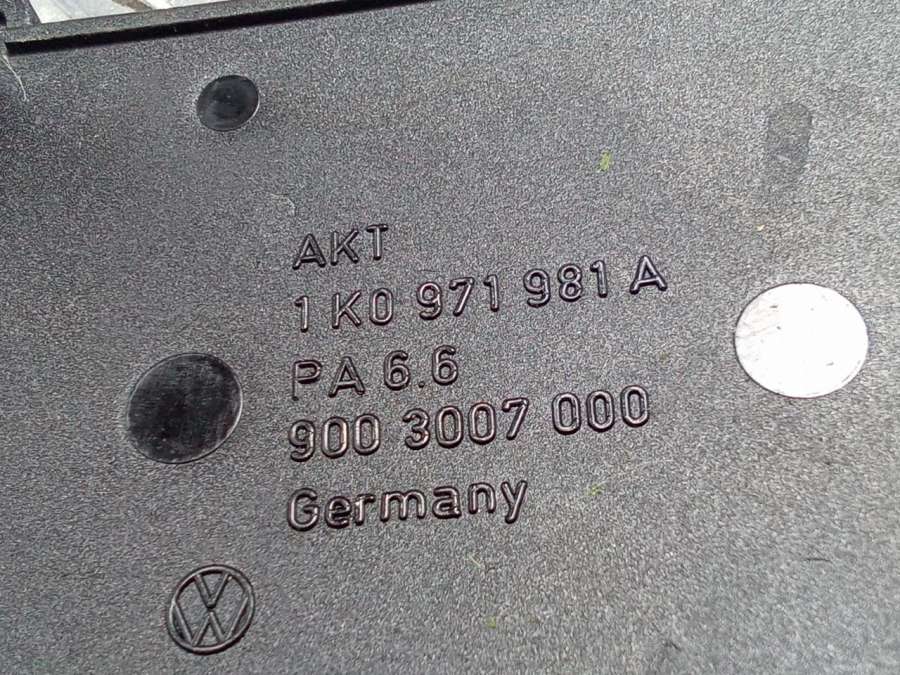 AKT
1K0 971 981 A
PA 6.6
900 3007 000
Germany